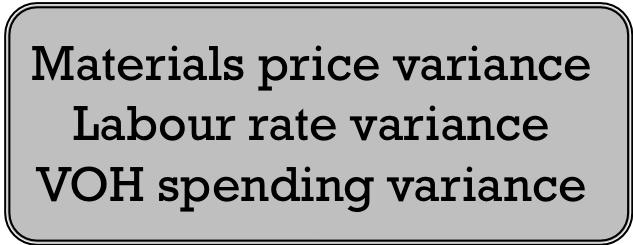 Materials price variance
Labour rate variance
VOH spending variance